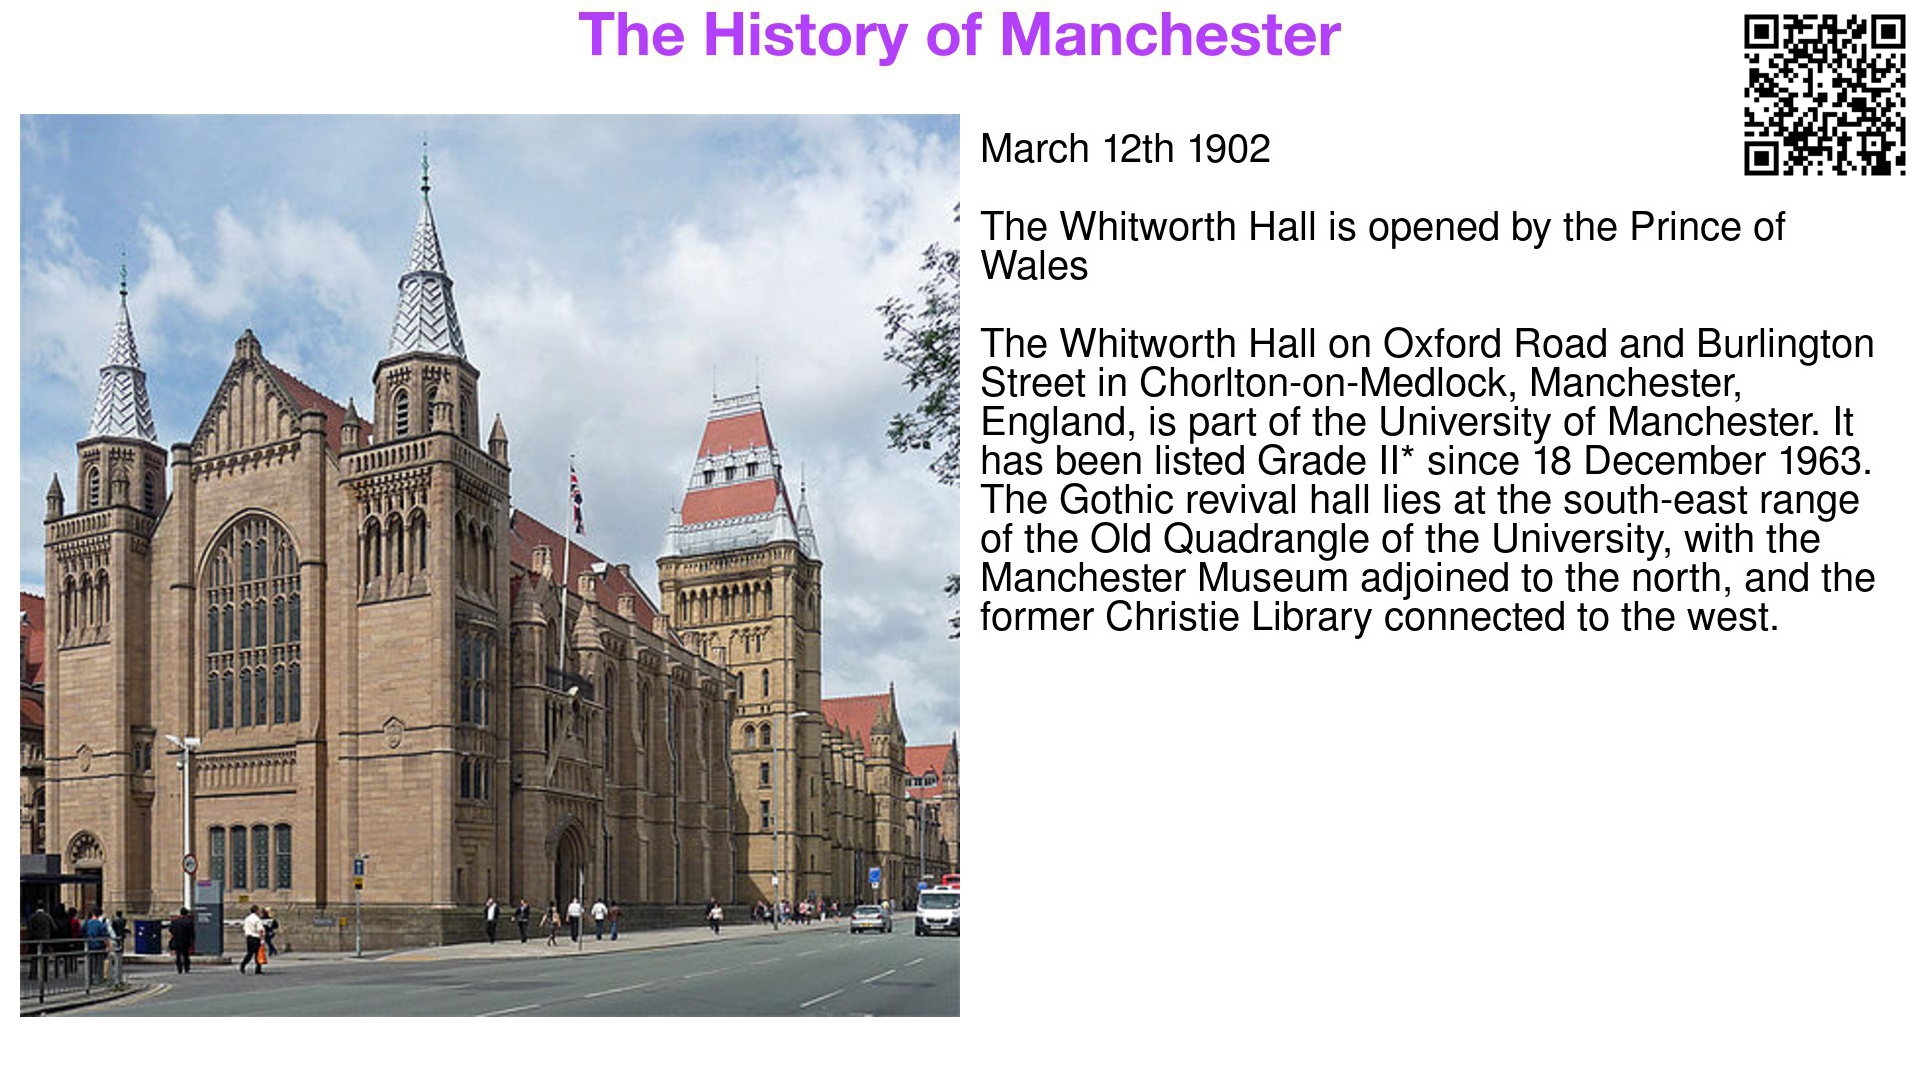 The History of Manchester
March 12th 1902
The Whitworth Hall is opened by the Prince of
Wales
The Whitworth Hall on Oxford Road and Burlington
Street in Chorlton-on-Medlock, Manchester,
England, is part of the University of Manchester. It
has been listed Grade II* since 18 December 1963.
The Gothic revival hall lies at the south-east range
of the Old Quadrangle of the University, with the
Manchester Museum adjoined to the north, and the
former Christie Library connected to the west.